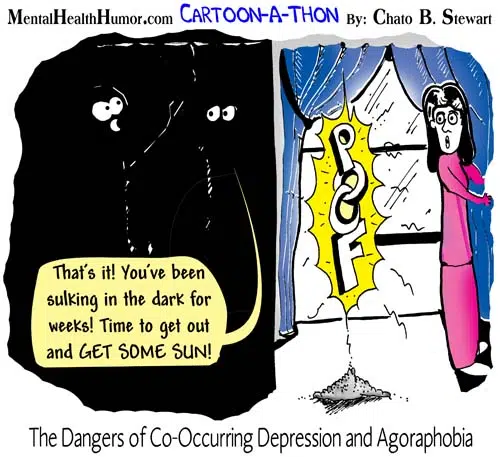 MentalHealthHumor.com CARTOON-A-THON By: Chato B. Stewart
That's it! You've been
sulking in the dark for
weeks! Time to get out
and GET SOME SUN!
POOF
The Dangers of Co-Occurring Depression and Agoraphobia